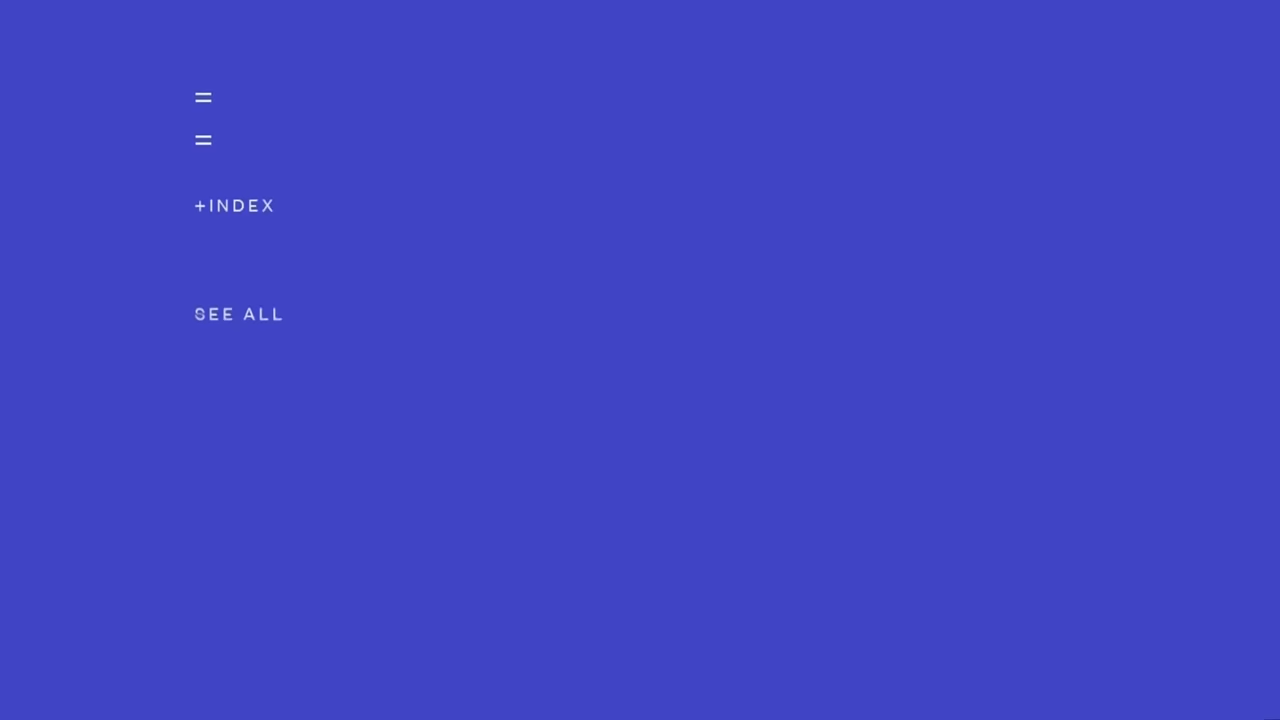 =
=
+INDEX
SEE ALL